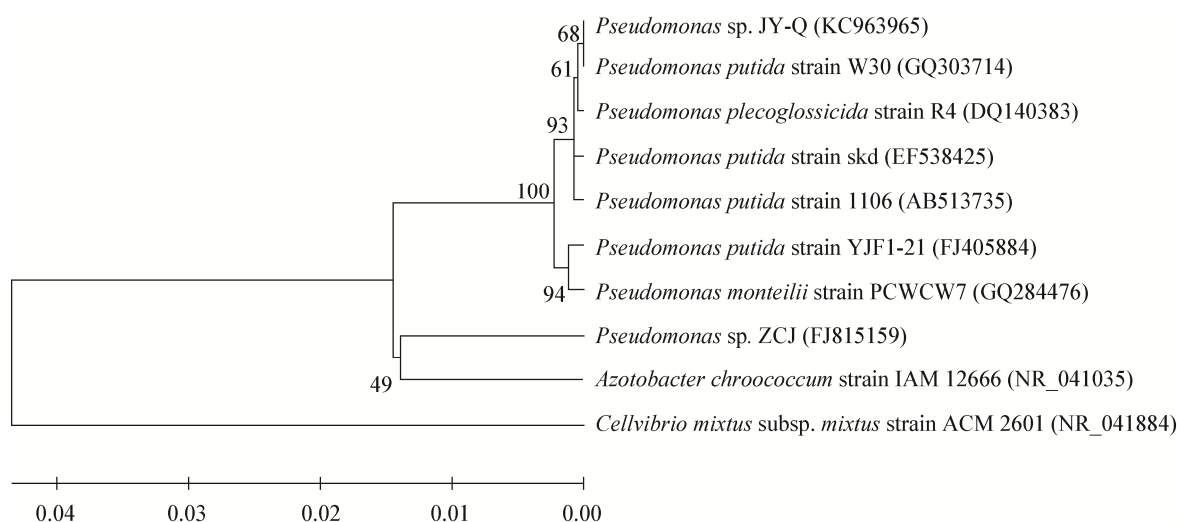 68
Pseudomonas sp. JY-Q (KC963965)
61
Pseudomonas putida strain W30 (GQ303714)
Pseudomonas plecoglossicida strain R4 (DQ140383)
93
Pseudomonas putida strain skd (EF538425)
100
Pseudomonas putida strain 1106 (AB513735)
Pseudomonas putida strain YJF1-21 (FJ405884)
94
Pseudomonas monteilii strain PCWCW7 (GQ284476)
Pseudomonas sp. ZCJ (FJ815159)
49
Azotobacter chroococcum strain IAM 12666 (NR_041035)
Cellvibrio mixtus subsp. mixtus strain ACM 2601 (NR_041884)
0.04 0.03 0.02 0.01 0.00